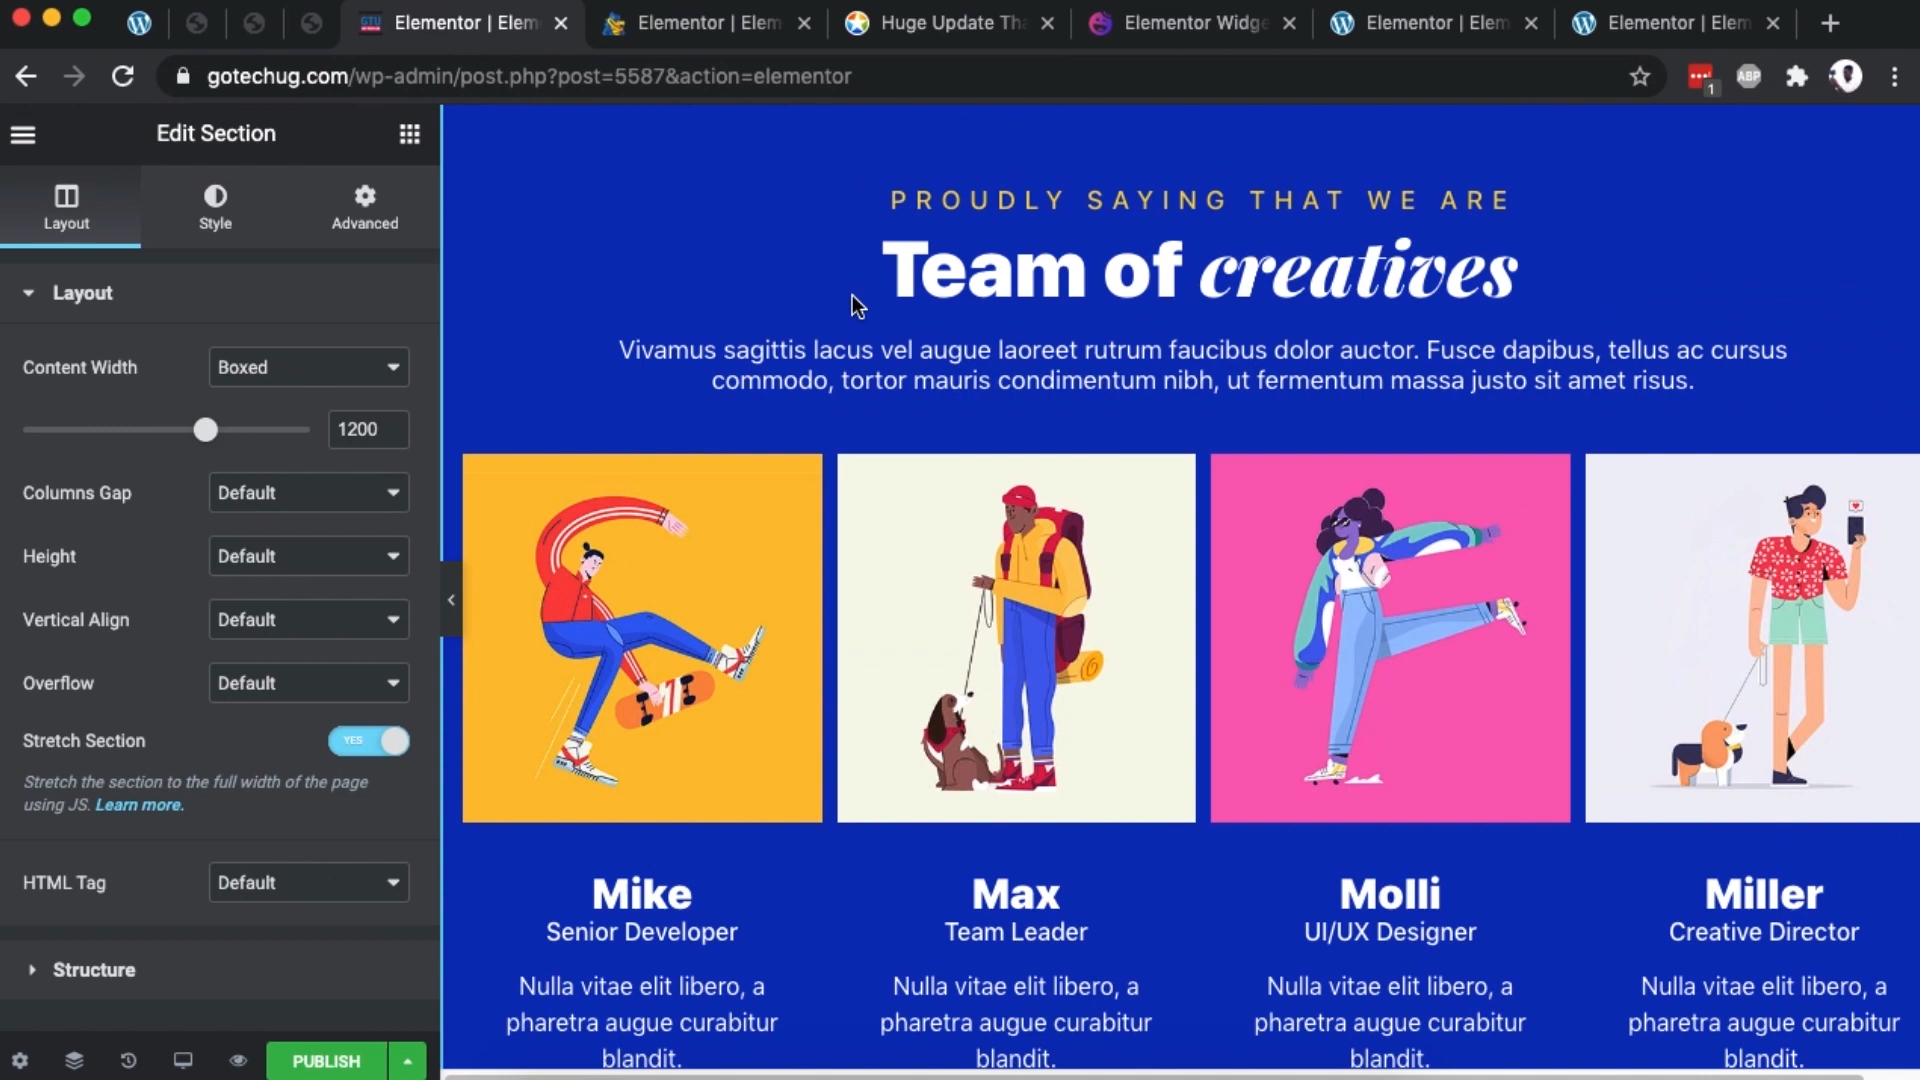 Elementor | Elem
Elementor | Elem
Huge Update Tha
Elementor Widge
Elementor | Elem
Elementor | Elem
gotechug.com/wp-admin/post.php?post=5587&action=elementor
1
ABP
Edit Section
Layout
Style
Advanced
Layout
Content Width
Boxed
1200
Columns Gap
Default
Height
Default
Vertical Align
Default
Overflow
Default
Stretch Section
YES
Stretch the section to the full width of the page
using JS. Learn more.
HTML Tag
Default
Structure
PUBLISH
PROUDLY SAYING THAT WE ARE
Team of creatives
Vivamus sagittis lacus vel augue laoreet rutrum faucibus dolor auctor. Fusce dapibus, tellus ac cursus
commodo, tortor mauris condimentum nibh, ut fermentum massa justo sit amet risus.
Mike
Senior Developer
Nulla vitae elit libero, a
pharetra augue curabitur
blandit.
Max
Team Leader
Nulla vitae elit libero, a
pharetra augue curabitur
blandit.
Molli
UI/UX Designer
Nulla vitae elit libero, a
pharetra augue curabitur
blandit.
Miller
Creative Director
Nulla vitae elit libero, a
pharetra augue curabitur
blandit.